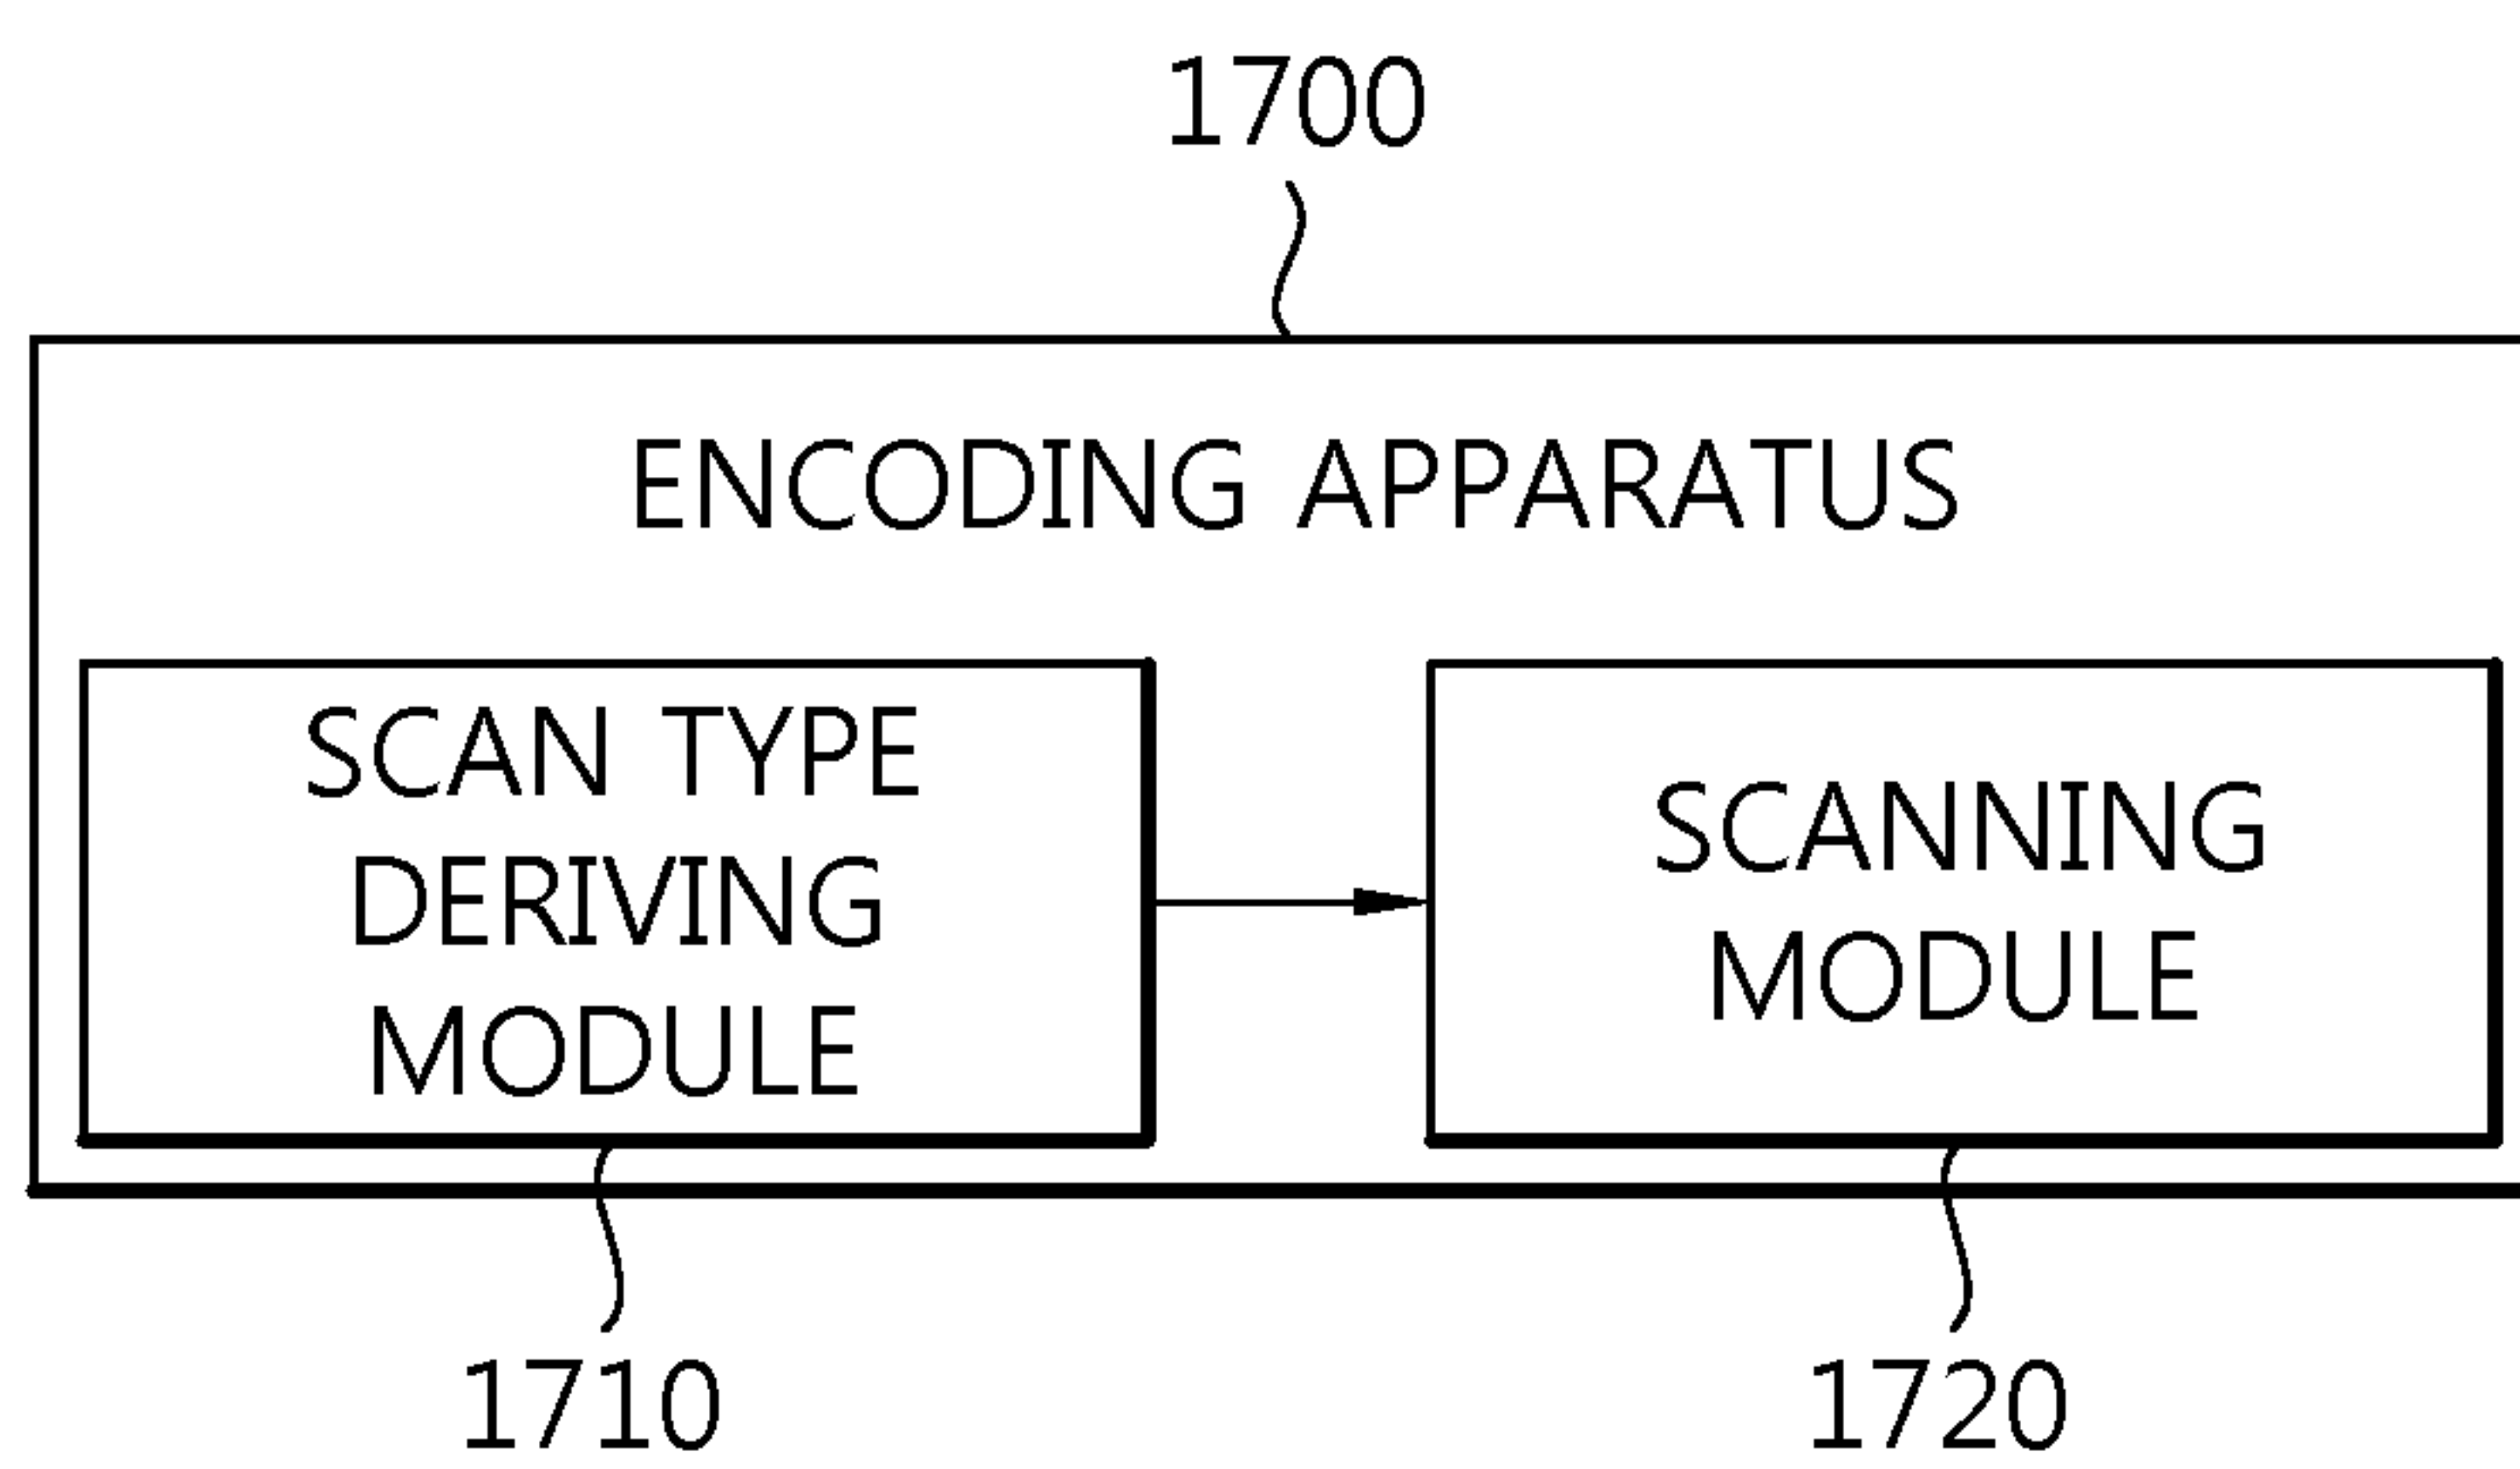 1700
ENCODING APPARATUS
SCAN TYPE
DERIVING
MODULE
SCANNING
MODULE
1710
1720